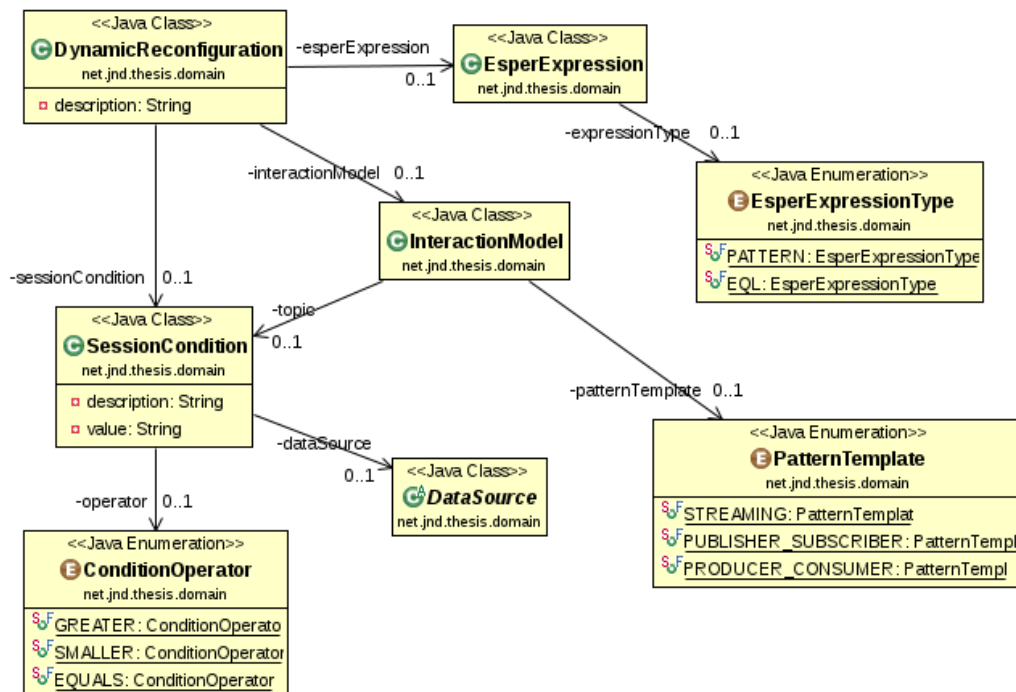 <<Java Class>>
DynamicReconfiguration
net.jnd.thesis.domain
description: String
-esperExpression
0..1
<<Java Class>>
EsperExpression
net.jnd.thesis.domain
-expressionType 0..1
<<Java Enumeration>>
EsperExpressionType
net.jnd.thesis.domain
PATTERN: EsperExpressionType
EQL: EsperExpressionType
-interactionModel 0..1
<<Java Class>>
InteractionModel
net.jnd.thesis.domain
-sessionCondition 0..1
-topic
0..1
<<Java Class>>
SessionCondition
net.jnd.thesis.domain
description: String
value: String
-patternTemplate 0..1
<<Java Enumeration>>
PatternTemplate
net.jnd.thesis.domain
STREAMING: PatternTemplat
PUBLISHER_SUBSCRIBER: PatternTempl
PRODUCER_CONSUMER: PatternTempl
-dataSource
0..1
<<Java Class>>
DataSource
net.jnd.thesis.domain
-operator 0..1
<<Java Enumeration>>
ConditionOperator
net.jnd.thesis.domain
GREATER: ConditionOperato
SMALLER: ConditionOperator
EQUALS: ConditionOperator